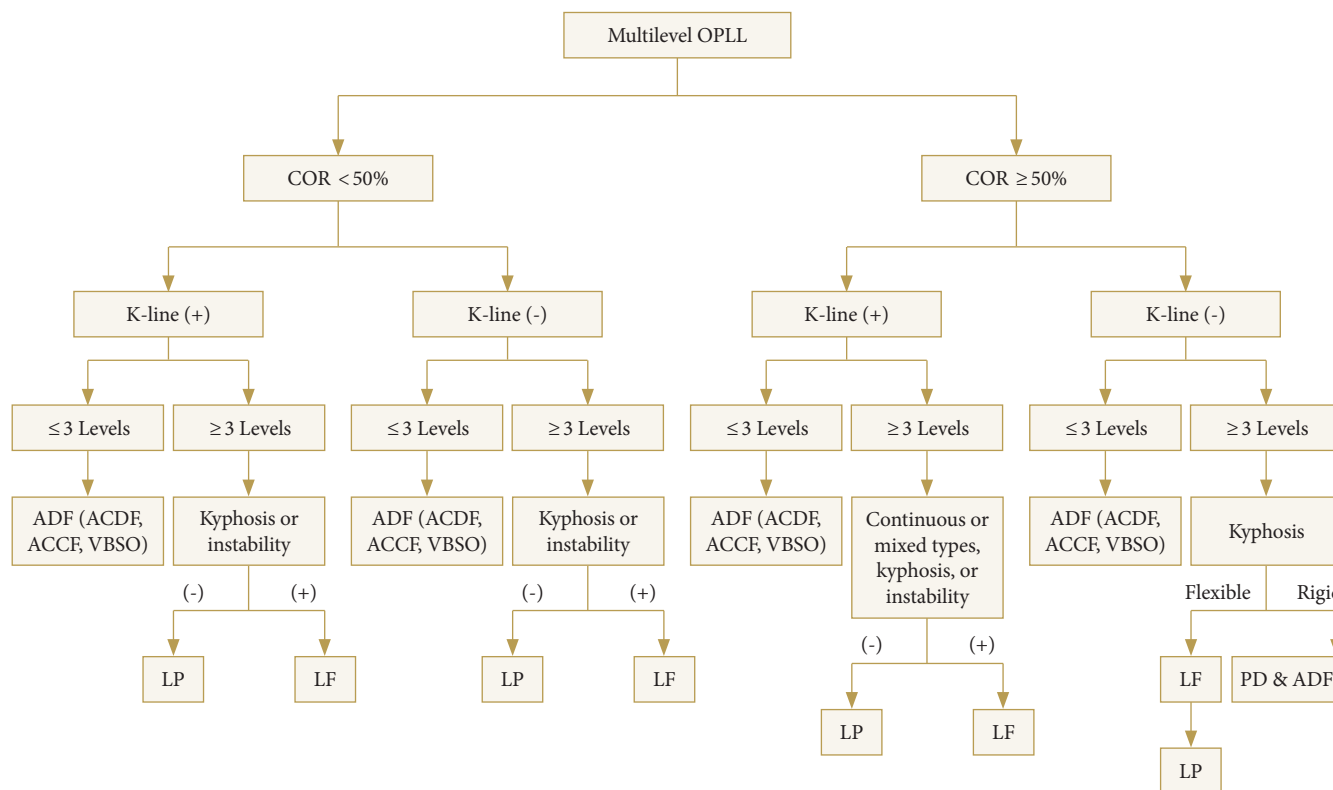 Multilevel OPLL
COR < 50%
COR ≥ 50%
K-line (+)
K-line (-)
K-line (+)
K-line (-)
≤ 3 Levels
≥ 3 Levels
≤ 3 Levels
≥ 3 Levels
≤ 3 Levels
≥ 3 Levels
≤ 3 Levels
≥ 3 Levels
ADF (ACDF,
ACCF, VBSO)
Kyphosis or
instability
ADF (ACDF,
ACCF, VBSO)
Kyphosis or
instability
ADF (ACDF,
ACCF, VBSO)
Continuous or
mixed types,
kyphosis, or
instability
ADF (ACDF,
ACCF, VBSO)
Kyphosis
(-)
(+)
(-)
(+)
Flexible
LP
LF
LP
LF
(-)
(+)
LF
PD & ADF
LP
LF
LP